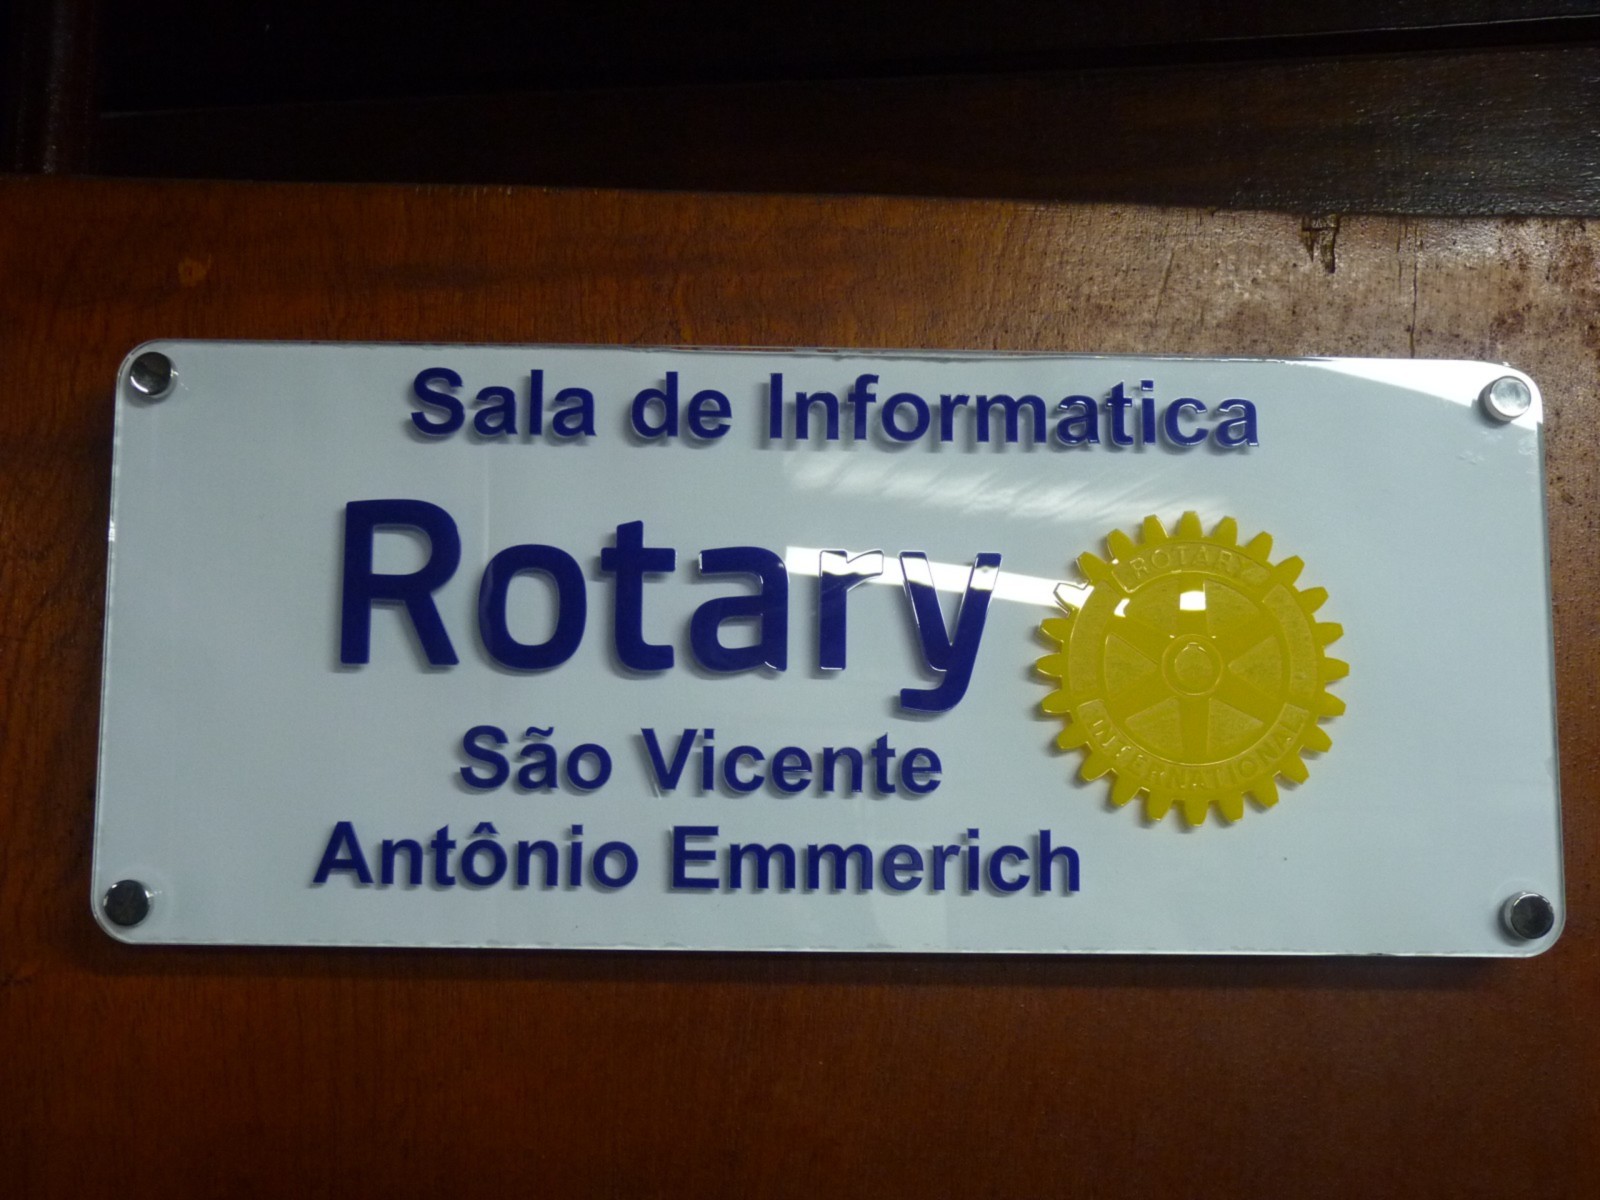 Sala de Informatica
Rotary
ROTARY
INTERNATIONAL
São Vicente
Antônio Emmerich